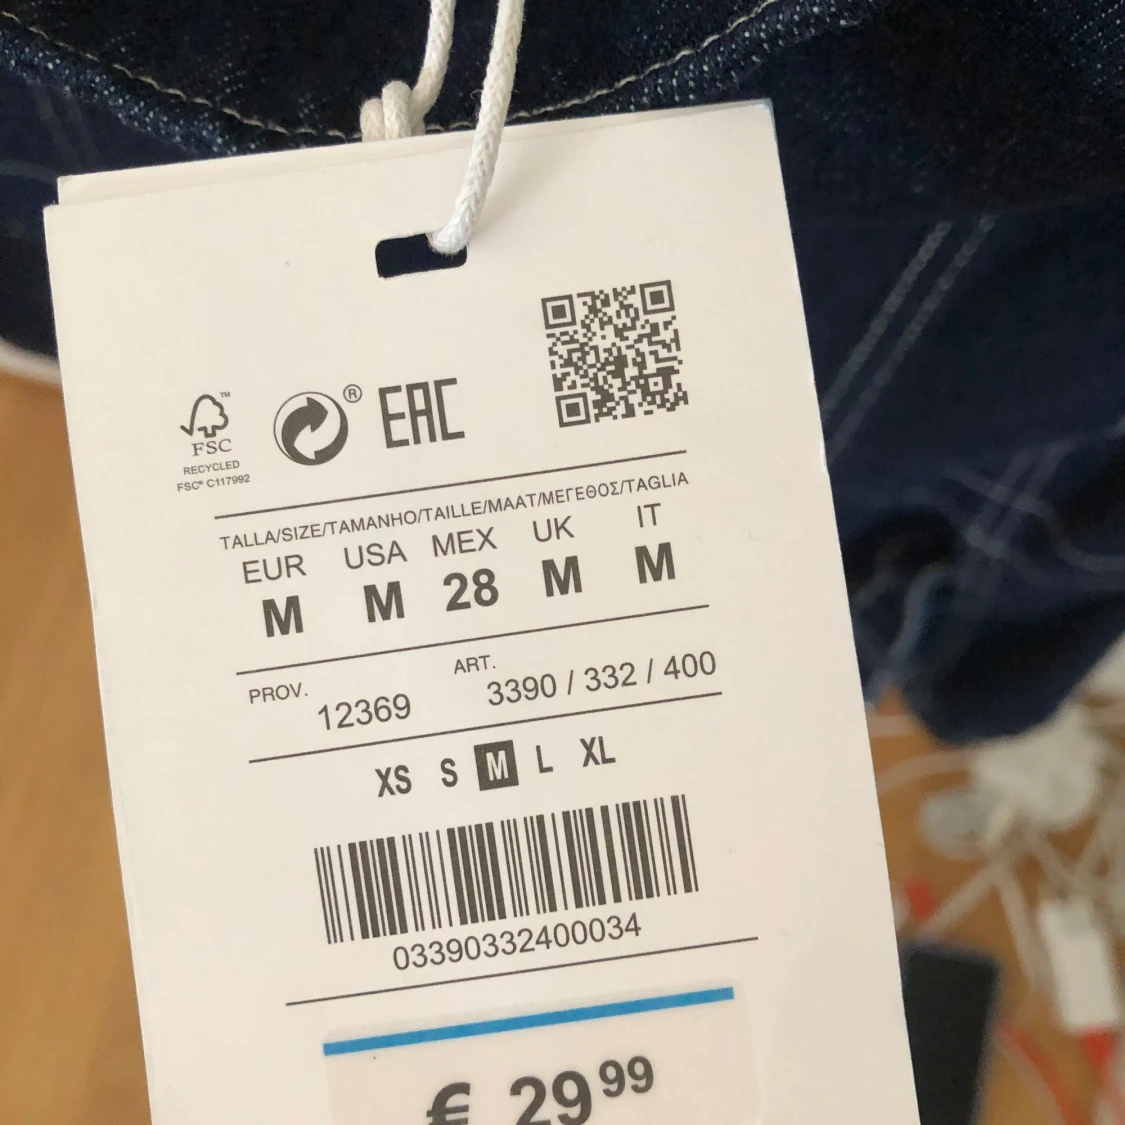 FSC™
RECYCLED
FSC® C117992
®
EAC
TALLA/SIZE/TAMANHO/TAILLE/MAAT/ΜΕΓΕΘΟΣ/TAGLIA
EUR USA MEX UK IT
M M 28 M M
PROV. 12369 ART. 3390 / 332 / 400
XS S M L XL
03390332400034
€ 29 99